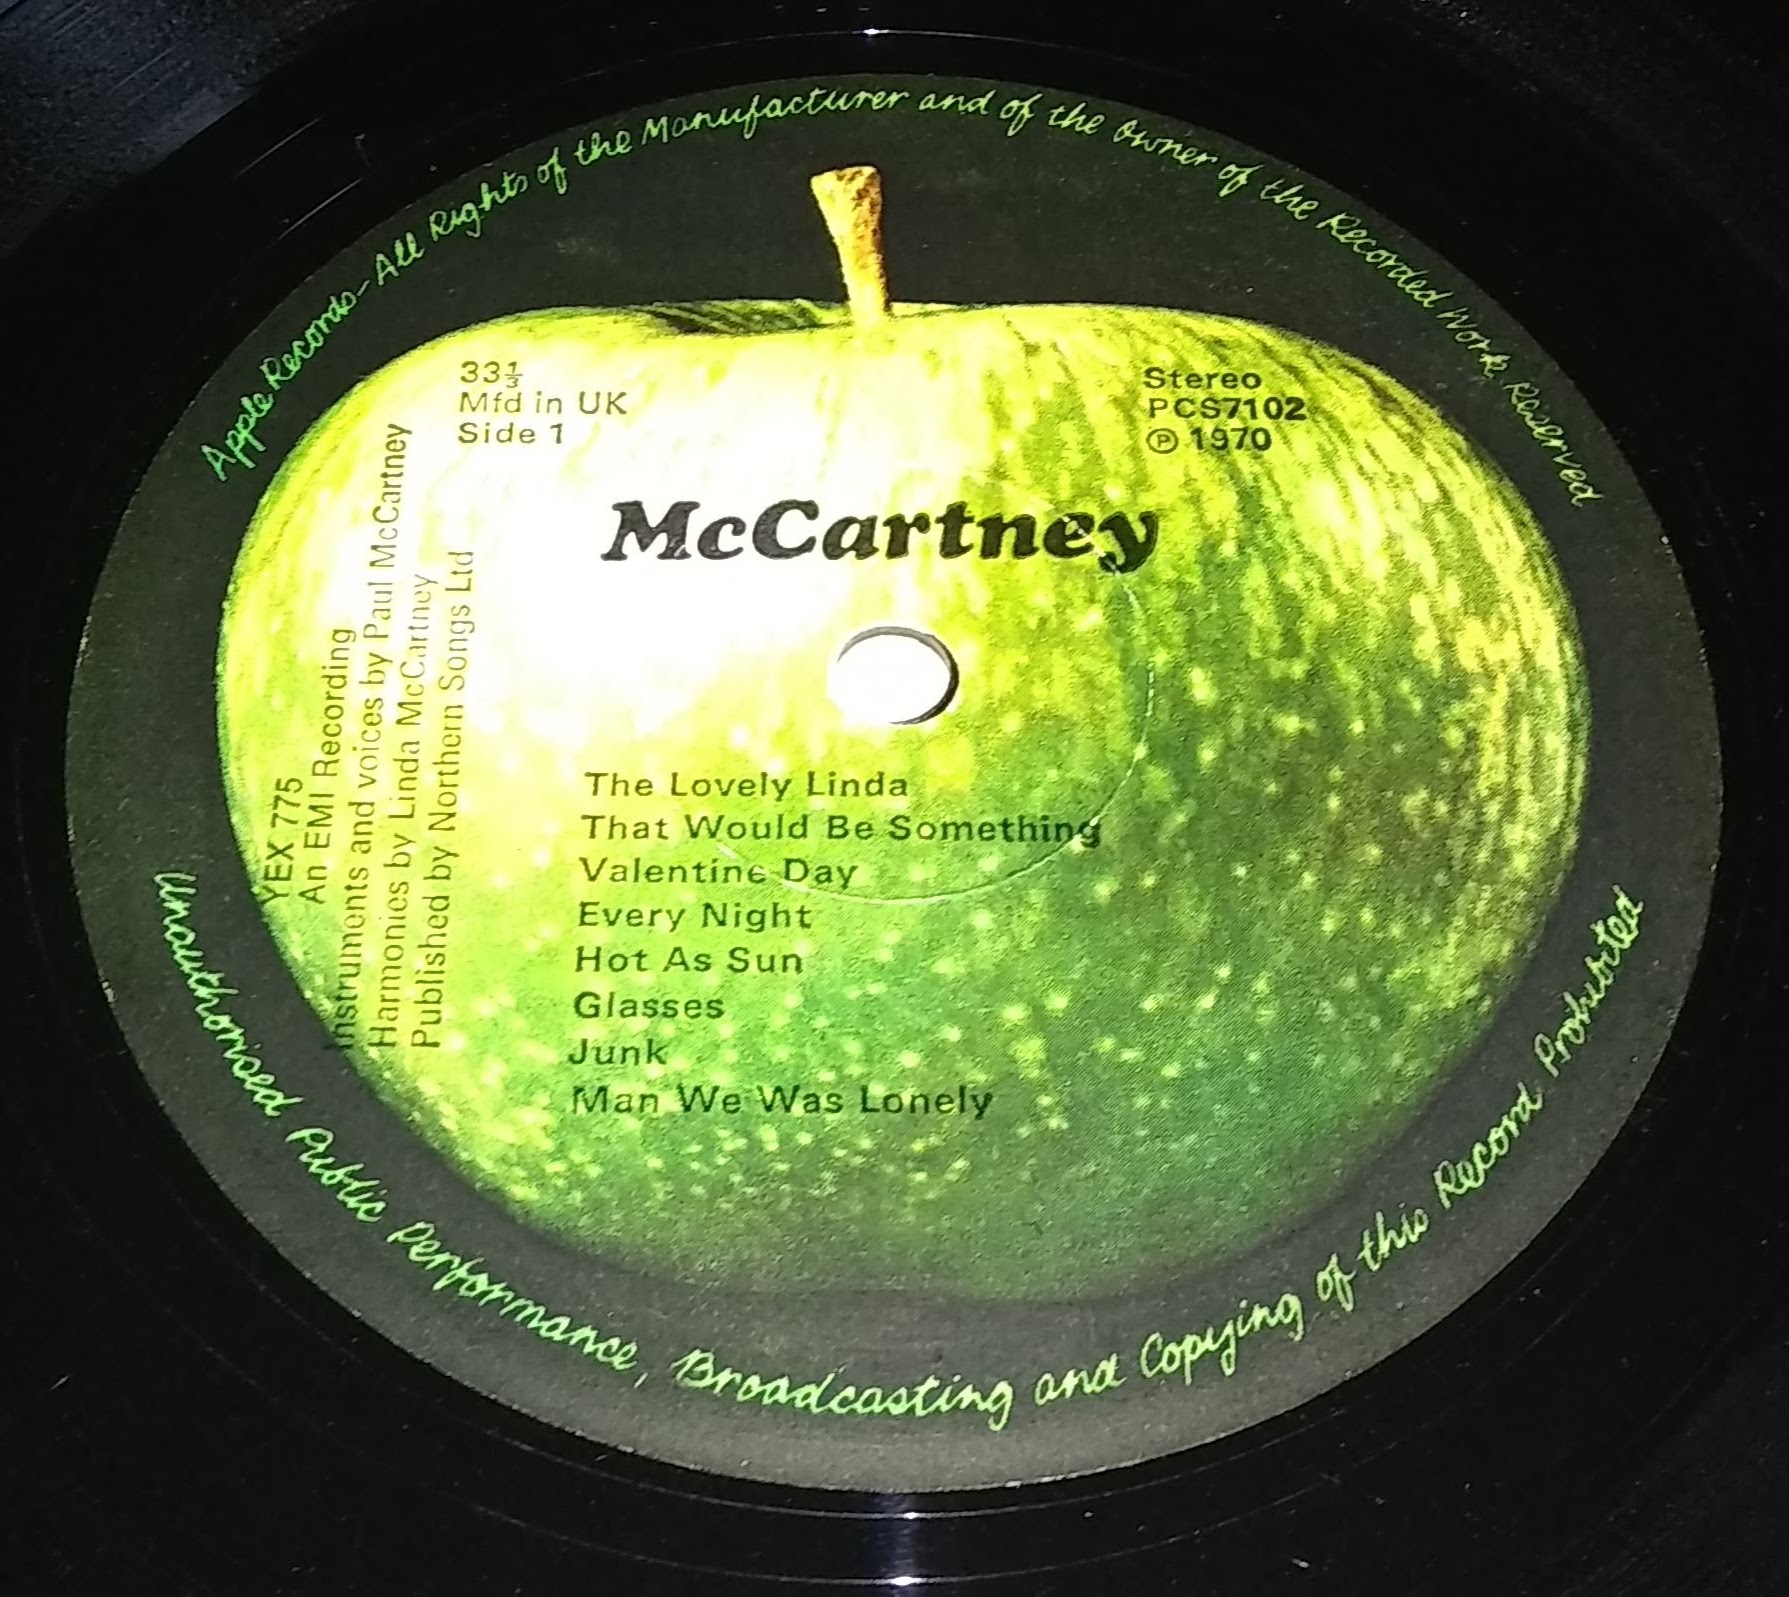 Apple Records-All Rights of the Manufacturer and of the Owner of the Recorded Work Reserved
33⅓
Mfd in UK
Side 1
Stereo
PCS7102
℗ 1970
McCartney
YEX 775
An EMI Recording
Instruments and voices by Paul McCartney
Harmonies by Linda McCartney
Published by Northern Songs Ltd
The Lovely Linda
That Would Be Something
Valentine Day
Every Night
Hot As Sun
Glasses
Junk
Man We Was Lonely
Unauthorised Public Performance, Broadcasting and Copying of this Record Prohibited